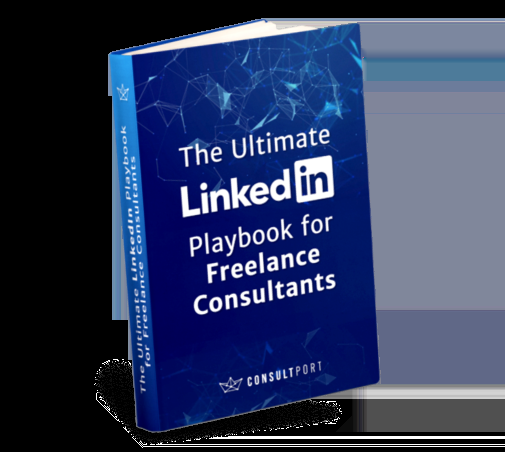 The Ultimate
Linkedin
Playbook for
Freelance
Consultants
CONSULTPORT
The Ultimate LinkedIn Playbook
for Freelance Consultants